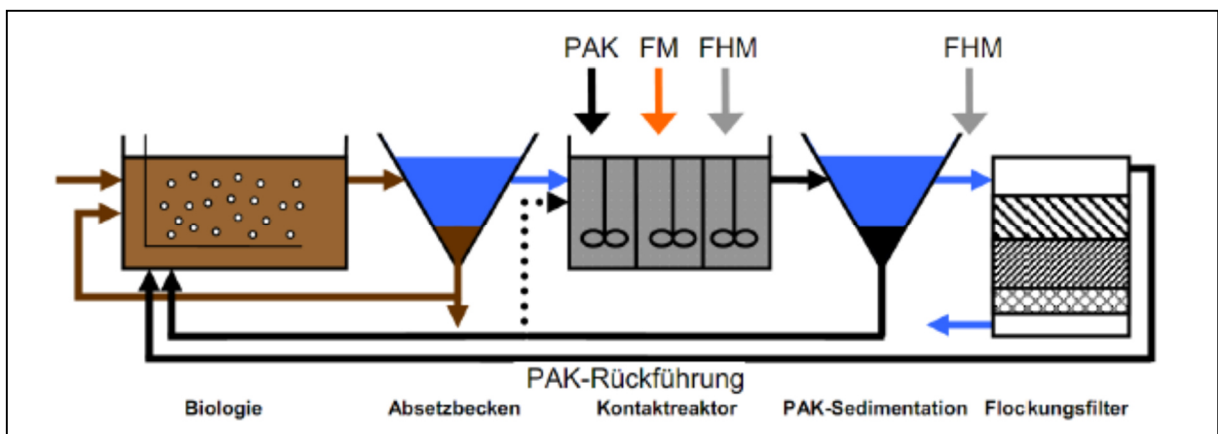 PAK FM FHM FHM
PAK-Rückführung
Biologie Absetzbecken Kontaktreaktor PAK-Sedimentation Flockungsfilter